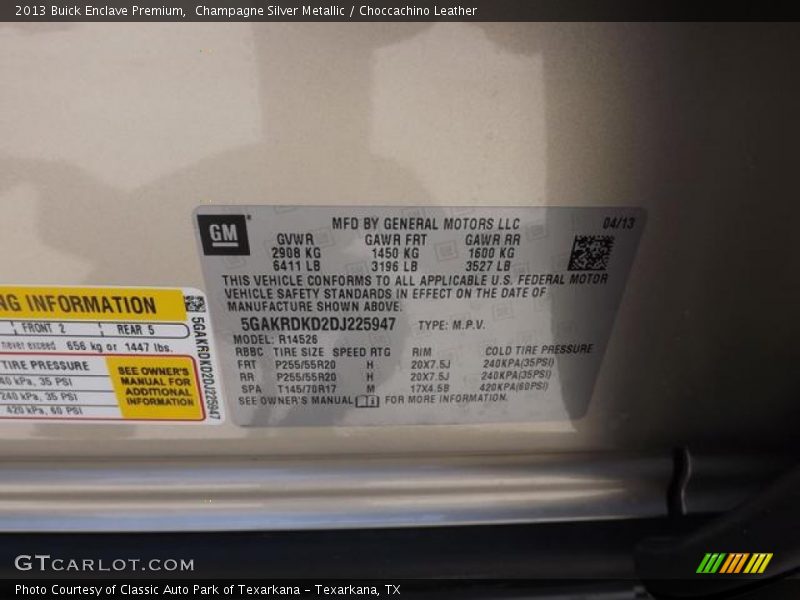 2013 Buick Enclave Premium,  Champagne Silver Metallic / Choccachino Leather
GM
MFD BY GENERAL MOTORS LLC 04/13
GVWR GAWR FRT GAWR RR
2908 KG 1450 KG 1600 KG
6411 LB 3196 LB 3527 LB
THIS VEHICLE CONFORMS TO ALL APPLICABLE U.S. FEDERAL MOTOR
VEHICLE SAFETY STANDARDS IN EFFECT ON THE DATE OF
MANUFACTURE SHOWN ABOVE.
5GAKRDKD2DJ225947 TYPE: M.P.V.
MODEL: R14526
RBBC TIRE SIZE SPEED RTG RIM COLD TIRE PRESSURE
FRT P255/55R20 H 20X7.5J 240KPA(35PSI)
RR P255/55R20 H 20X7.5J 240KPA(35PSI)
SPA T145/70R17 M 17X4.5B 420KPA(60PSI)
SEE OWNER'S MANUAL FOR MORE INFORMATION.
NG INFORMATION
FRONT 2 REAR 5
never exceed 656 kg or 1447 lbs.
TIRE PRESSURE
240 kPa, 35 PSI
240 kPa, 35 PSI
420 kPa, 60 PSI
SEE OWNER'S
MANUAL FOR
ADDITIONAL
INFORMATION
5GAKRDKD2DJ225947
GTCARLOT.COM
Photo Courtesy of Classic Auto Park of Texarkana - Texarkana, TX